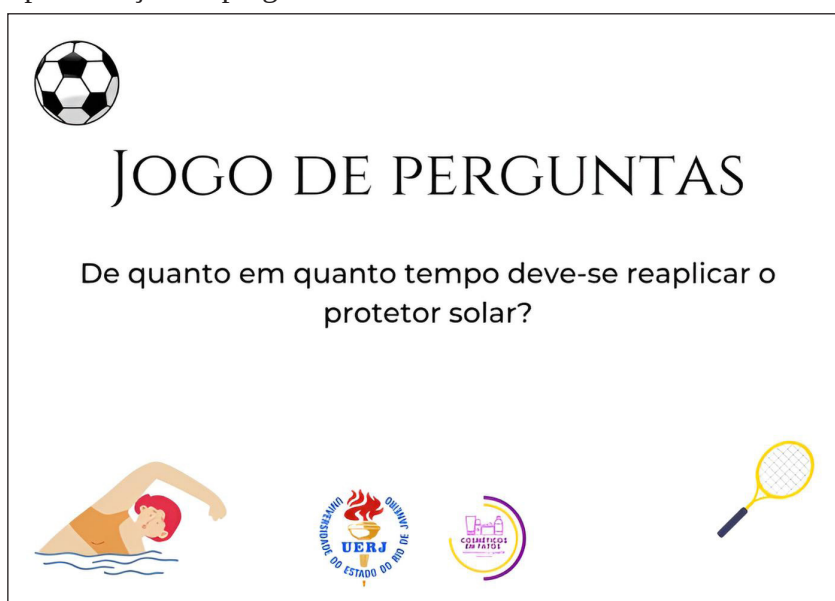 JOGO DE PERGUNTAS
De quanto em quanto tempo deve-se reaplicar o
protetor solar?
UNIVERSIDADE DO ESTADO DO RIO DE JANEIRO
UERJ
COSMÉTICOS
EM FATOS